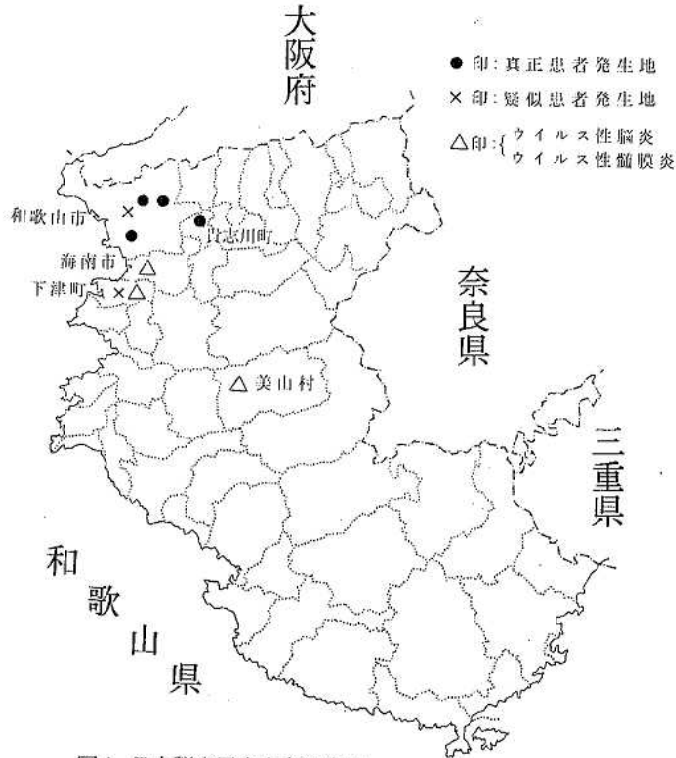 大阪府
● 印:真正患者発生地
× 印:疑似患者発生地
△印:{ウイルス性脳炎
ウイルス性髄膜炎
和歌山市
貴志川町
海南市
下津町
奈良県
美山村
三重県
和歌山県